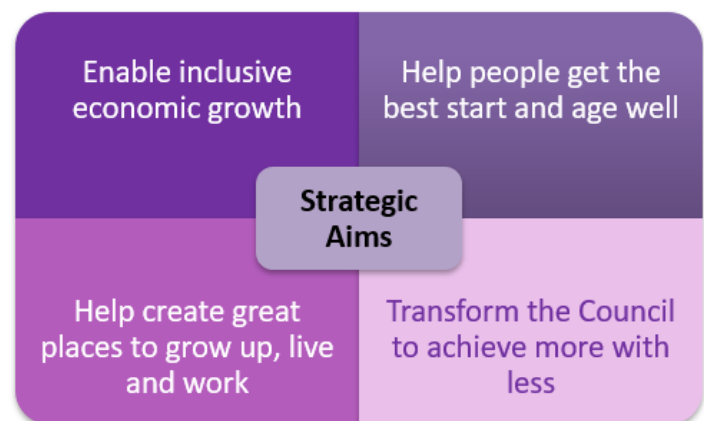 Enable inclusive
economic growth
Help people get the
best start and age well
Strategic
Aims
Help create great
places to grow up, live
and work
Transform the Council
to achieve more with
less